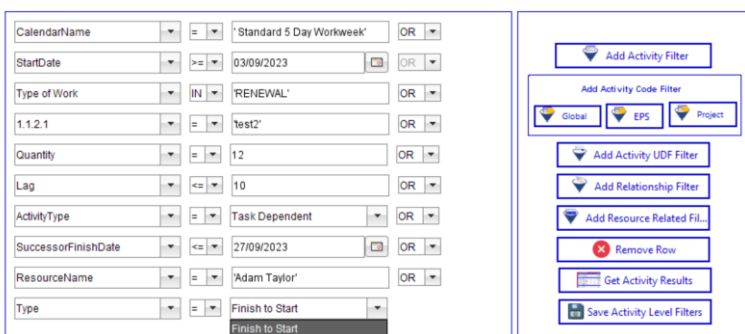 CalendarName = ' Standard 5 Day Workweek' OR
StartDate >= 03/09/2023 OR
Type of Work IN 'RENEWAL' OR
1.1.2.1 = 'test2' OR
Quantity = 12 OR
Lag <= 10 OR
ActivityType = Task Dependent OR
SuccessorFinishDate <= 27/09/2023 OR
ResourceName = 'Adam Taylor' OR
Type = Finish to Start
Finish to Start
Add Activity Filter
Add Activity Code Filter
Global EPS Project
Add Activity UDF Filter
Add Relationship Filter
Add Resource Related Fil...
Remove Row
Get Activity Results
Save Activity Level Filters